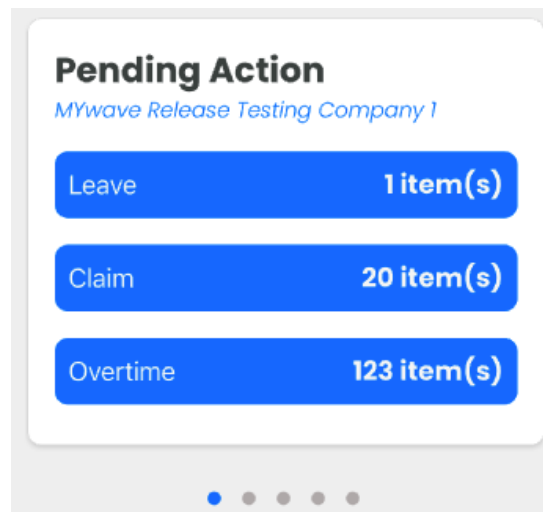 Pending Action
MYwave Release Testing Company 1
Leave 1 item(s)
Claim 20 item(s)
Overtime 123 item(s)